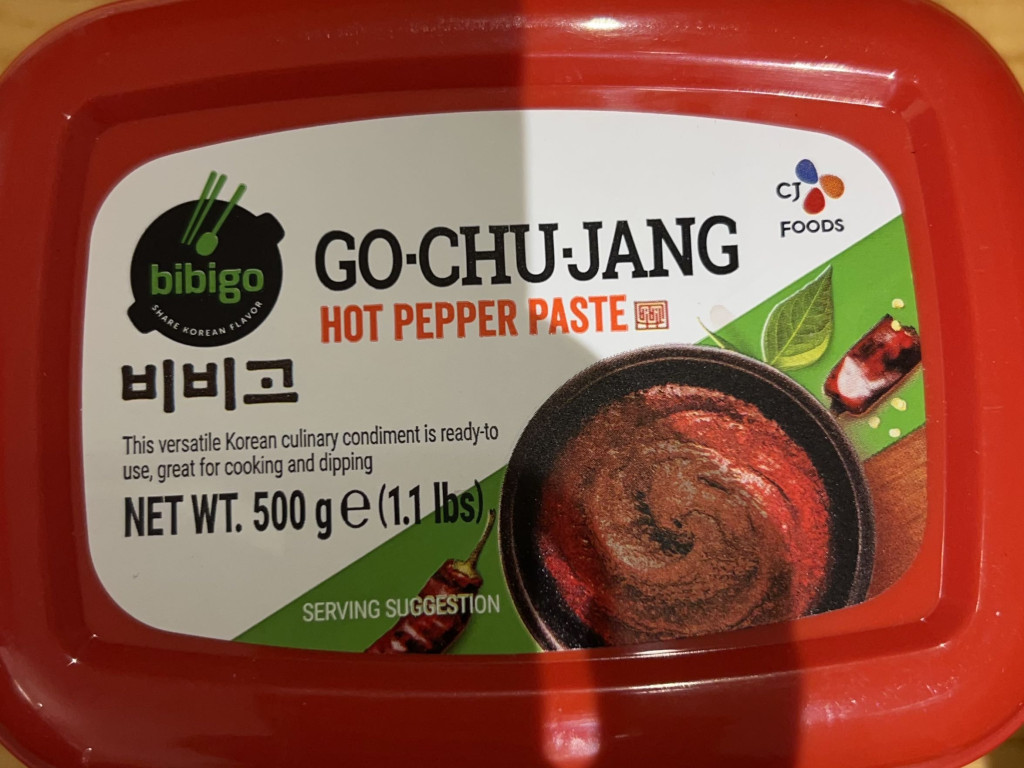 bibigo
SHARE KOREAN FLAVOR
비비고
GO·CHU·JANG
HOT PEPPER PASTE
CJ
FOODS
This versatile Korean culinary condiment is ready-to
use, great for cooking and dipping
NET WT. 500 g ℮ (1.1 lbs)
SERVING SUGGESTION